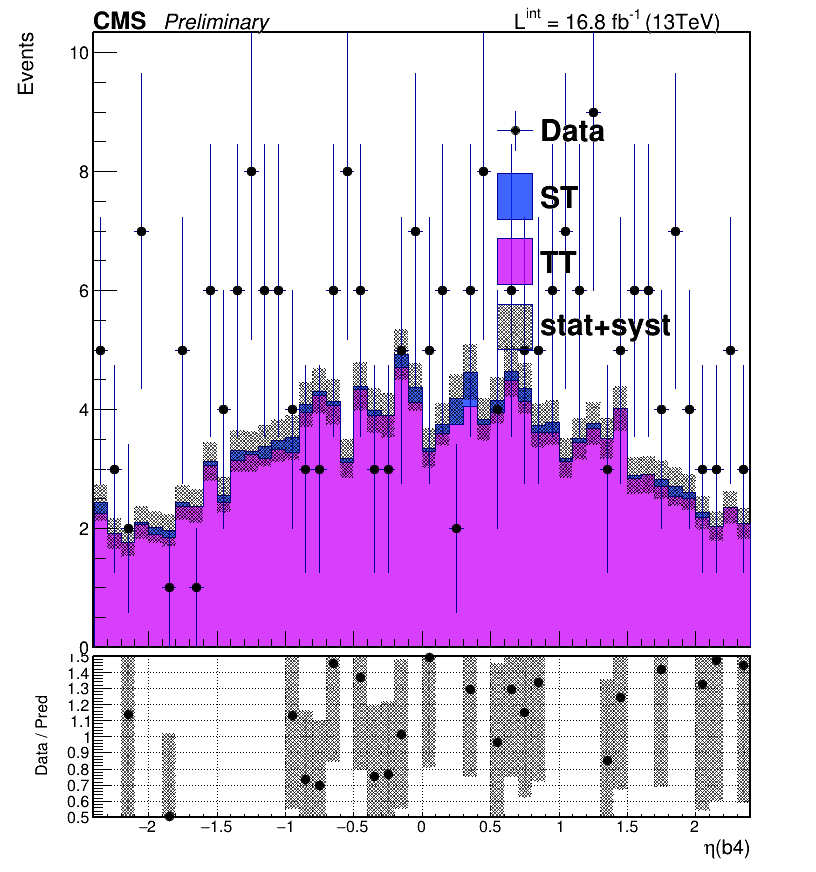 CMS Preliminary L^int = 16.8 fb^-1 (13TeV)
Events
10
8
6
4
2
0
Data
ST
TT
stat+syst
Data / Pred
1.5
1.4
1.3
1.2
1.1
1
0.9
0.8
0.7
0.6
0.5
−2 −1.5 −1 −0.5 0 0.5 1 1.5 2
η(b4)